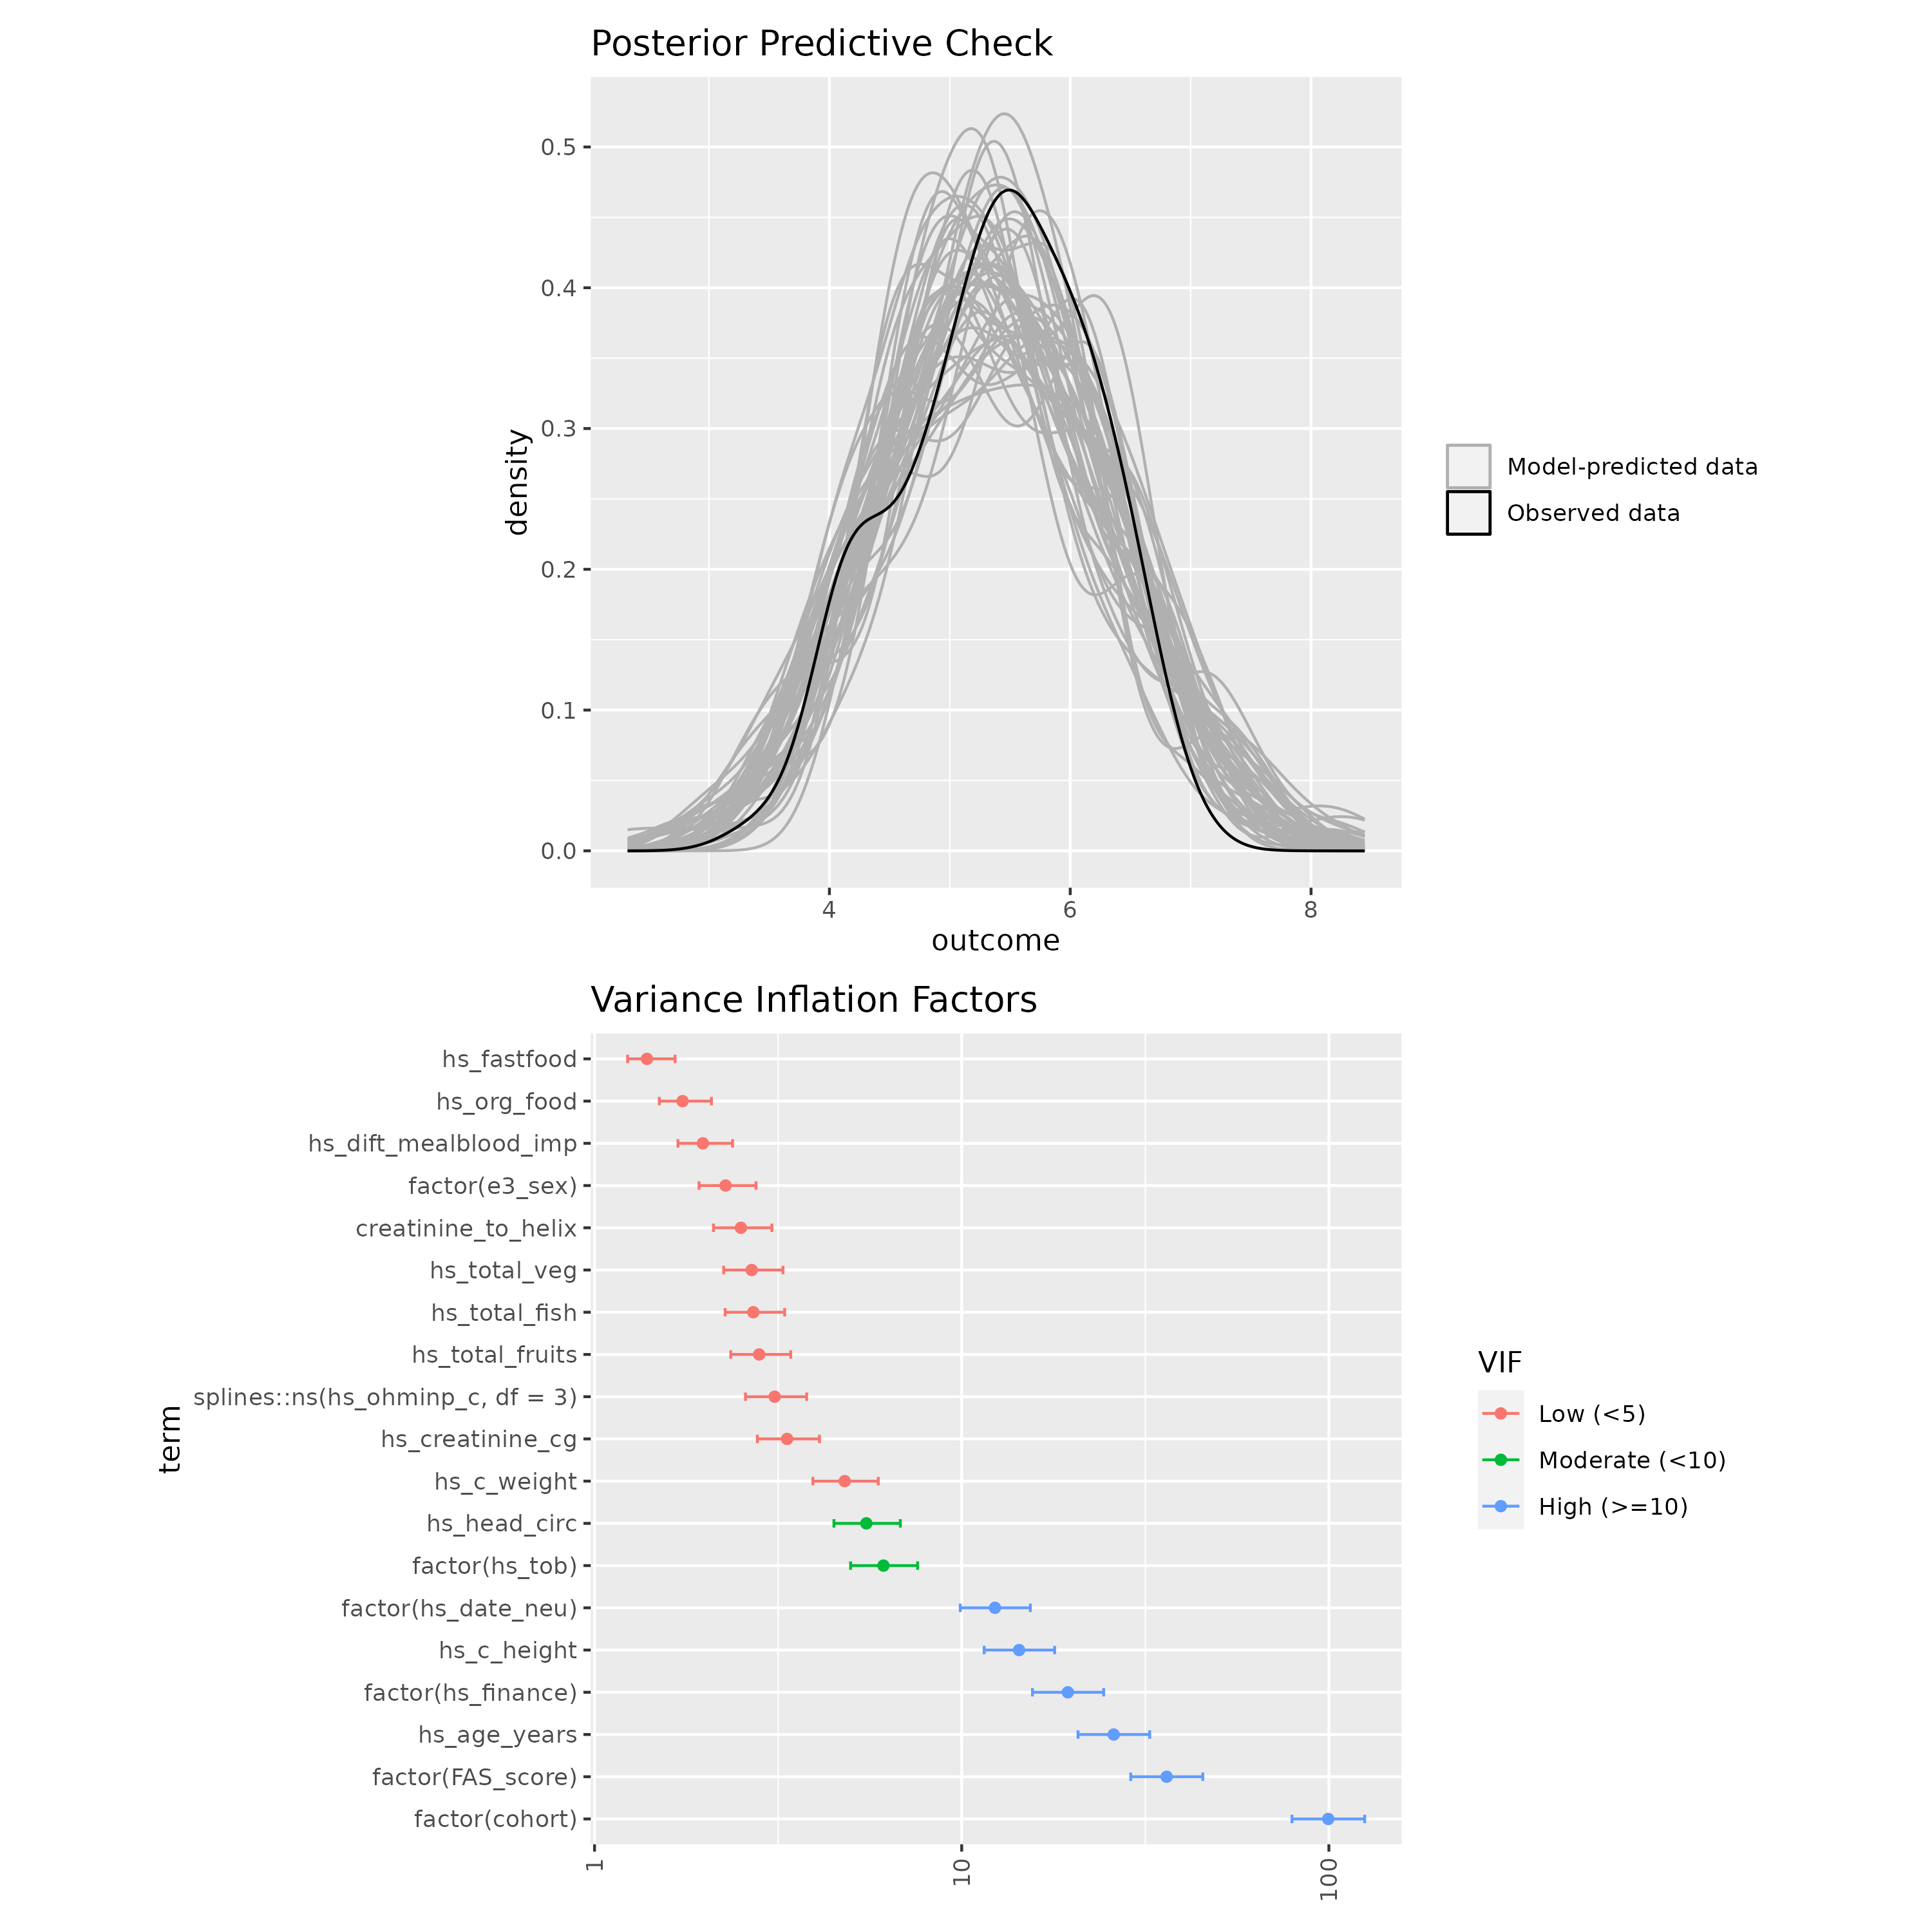 Posterior Predictive Check
0.5
0.4
0.3
0.2
0.1
0.0
density
4 6 8
outcome
Model-predicted data
Observed data
Variance Inflation Factors
hs_fastfood
hs_org_food
hs_dift_mealblood_imp
factor(e3_sex)
creatinine_to_helix
hs_total_veg
hs_total_fish
hs_total_fruits
splines::ns(hs_ohminp_c, df = 3)
hs_creatinine_cg
hs_c_weight
hs_head_circ
factor(hs_tob)
factor(hs_date_neu)
hs_c_height
factor(hs_finance)
hs_age_years
factor(FAS_score)
factor(cohort)
term
1 10 100
VIF
Low (<5)
Moderate (<10)
High (>=10)